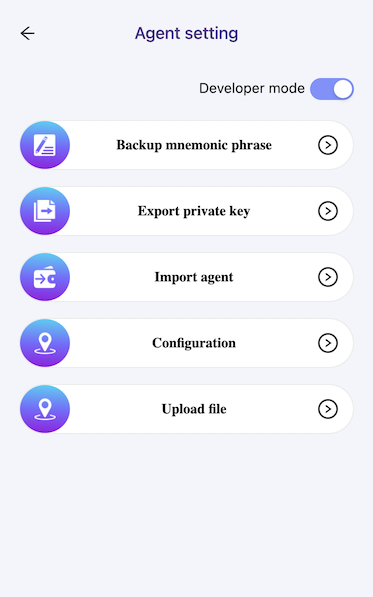 Agent setting
Developer mode
Backup mnemonic phrase
Export private key
Import agent
Configuration
Upload file